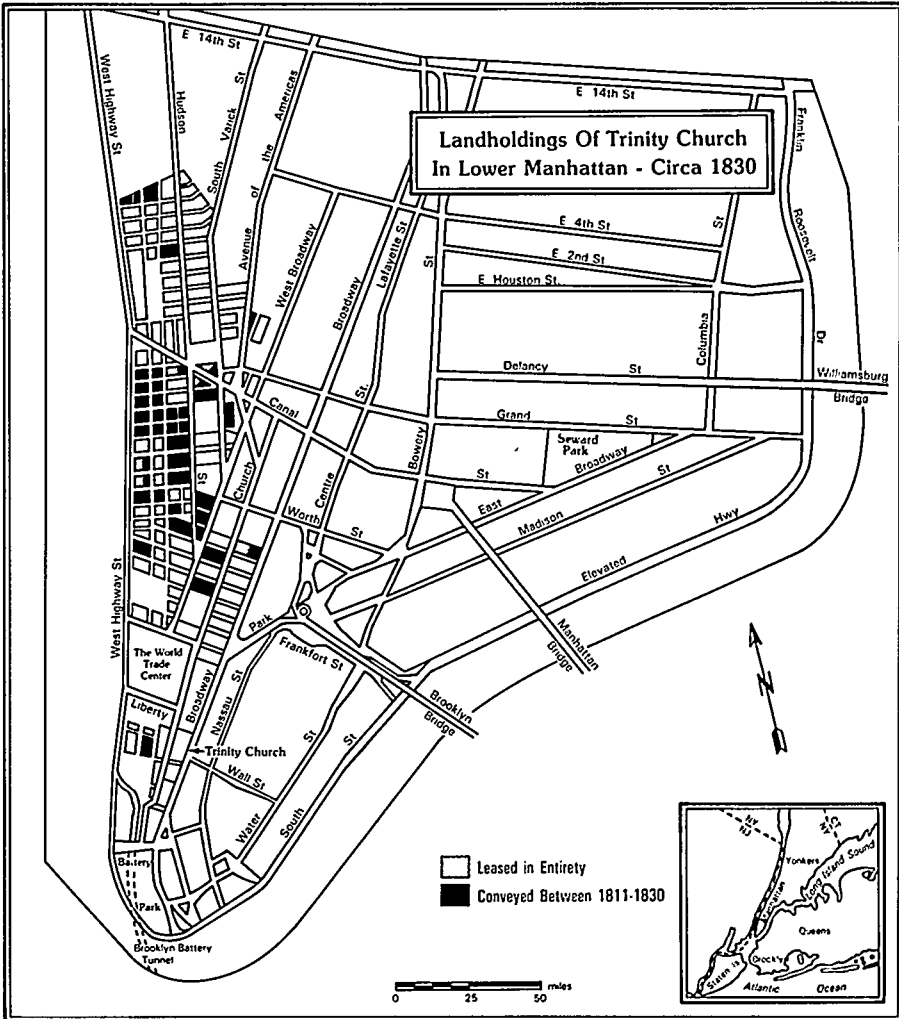 E 14th St
West Highway St
Hudson
South Varick St
Avenue of the Americas
E 14th St
Landholdings Of Trinity Church
In Lower Manhattan - Circa 1830
Franklin Roosevelt Dr
West Broadway
Broadway
Lafayette St
St
E 4th St
St
E 2nd St
E Houston St.
Columbia
Delancy St
Williamsburg
Bridge
Canal
St.
Grand St
Bowery
Seward
Park
St
East Broadway
Madison St
St
Church
Centre
Worth St
Elevated Hwy
West Highway St
Park
Manhattan
Bridge
The World
Trade
Center
Frankfort St
Broadway
Nassau St
Brooklyn
Bridge
Liberty
Trinity Church
Wall St
Water St
South St
N
Battery
Park
Brooklyn Battery
Tunnel
Leased in Entirety
Conveyed Between 1811-1830
0 25 50 miles
NY
NJ
CT
NY
Yonkers
Long Island Sound
Manhattan
Queens
Staten Is
Atlantic Ocean